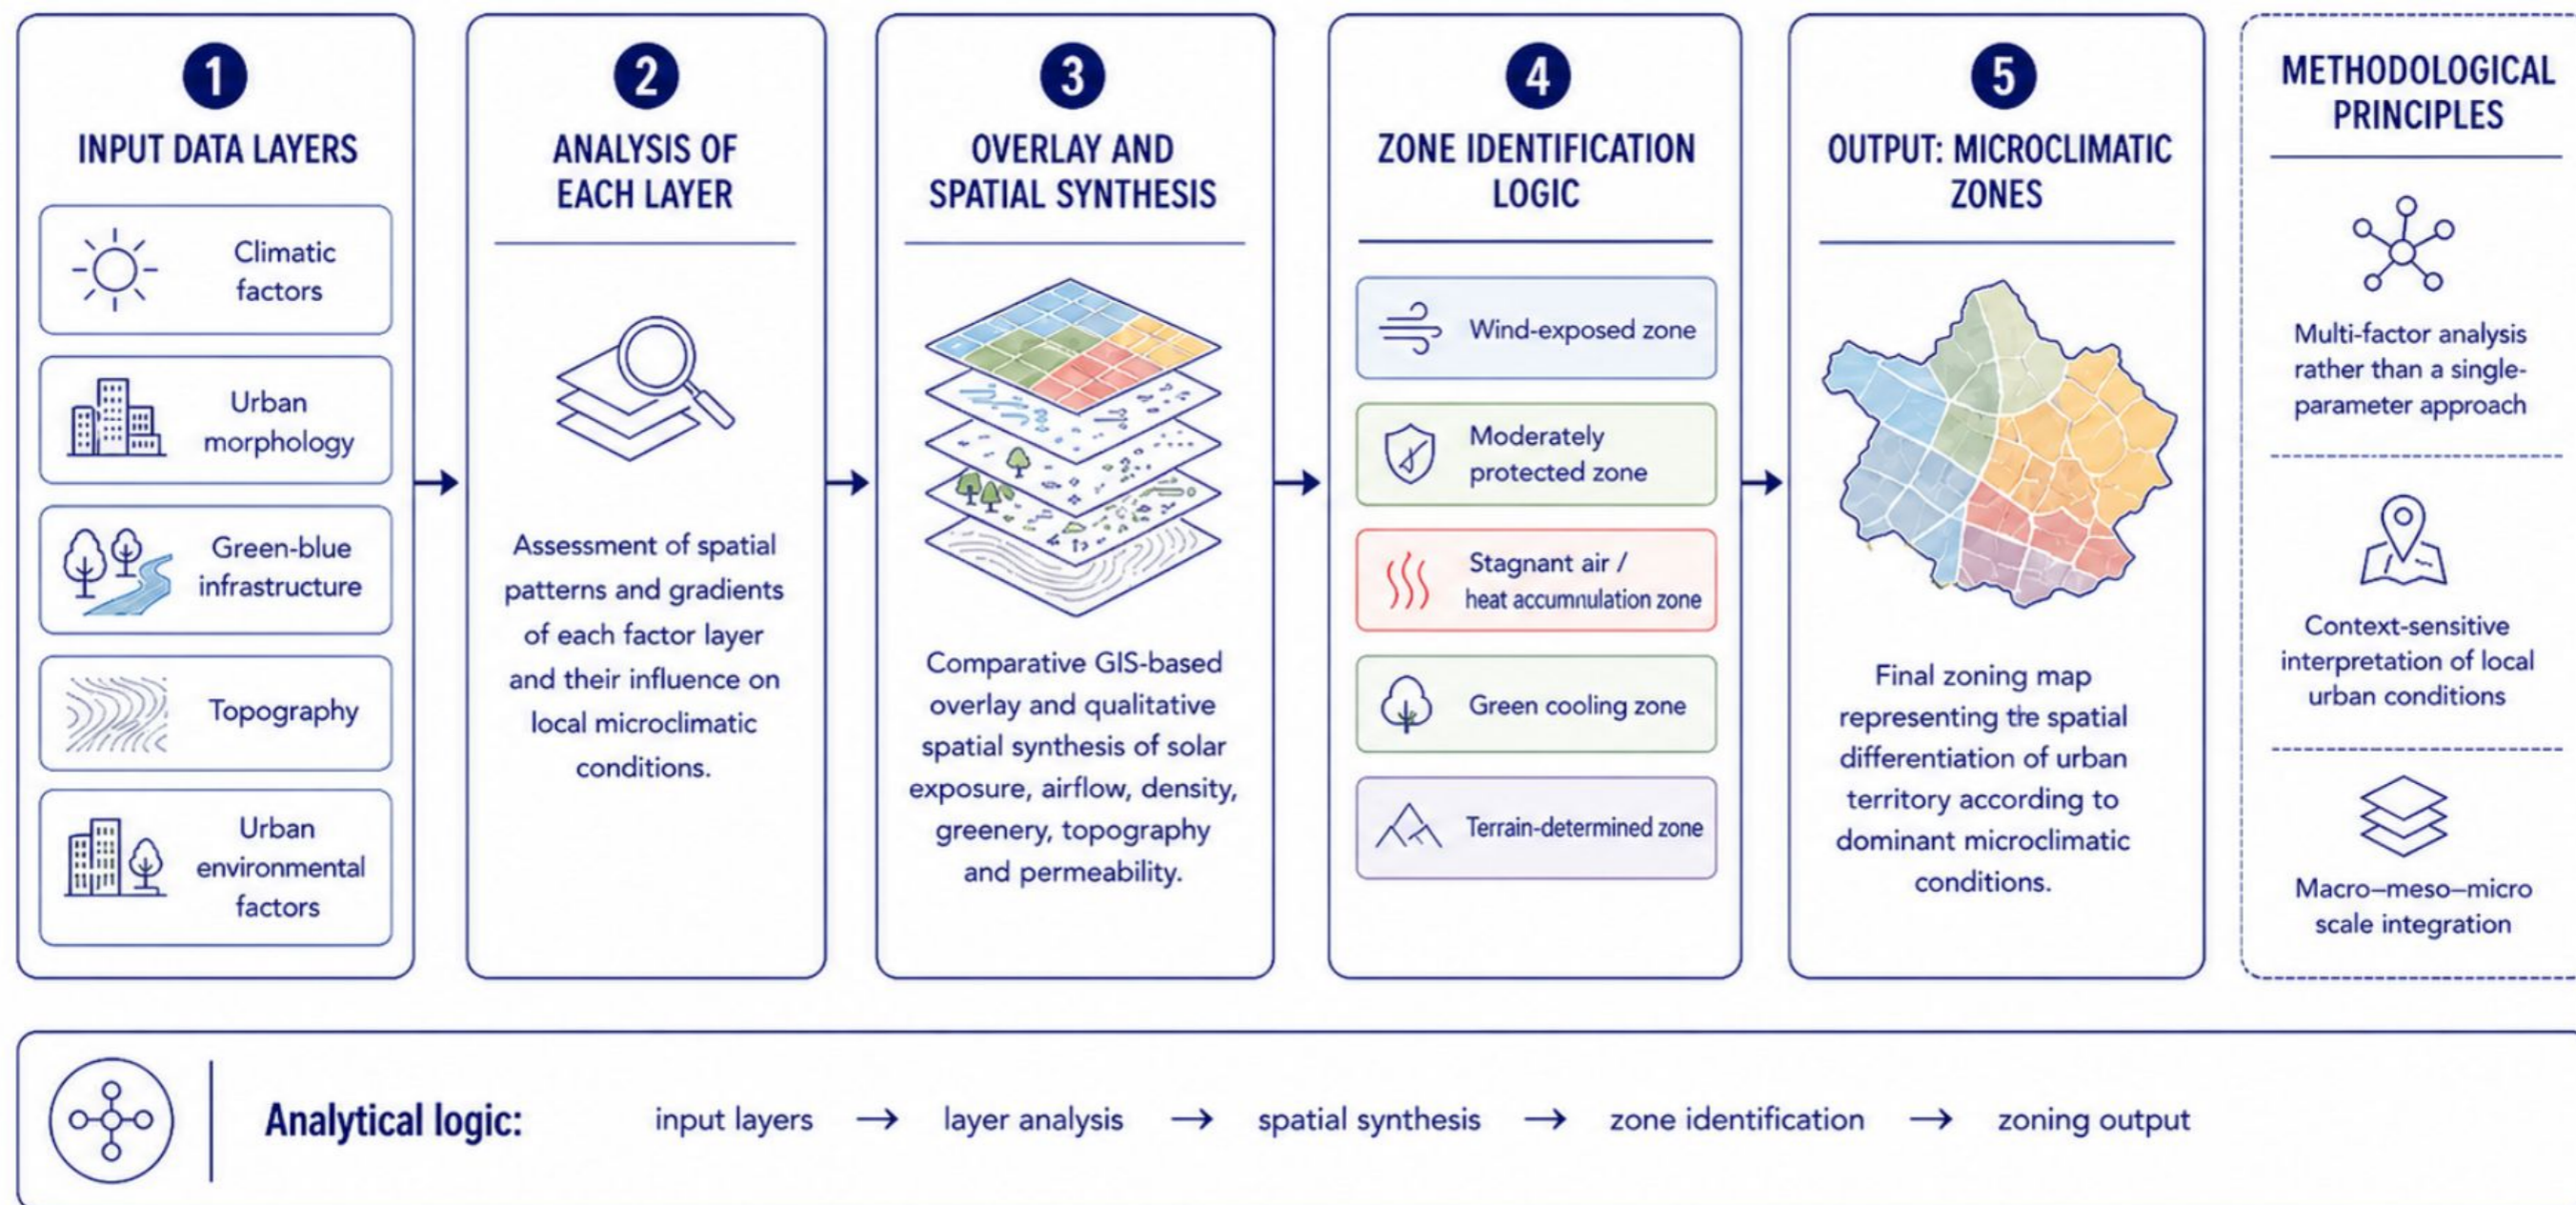 1
INPUT DATA LAYERS
Climatic
factors
Urban
morphology
Green-blue
infrastructure
Topography
Urban
environmental
factors
2
ANALYSIS OF
EACH LAYER
Assessment of spatial
patterns and gradients
of each factor layer
and their influence on
local microclimatic
conditions.
3
OVERLAY AND
SPATIAL SYNTHESIS
Comparative GIS-based
overlay and qualitative
spatial synthesis of solar
exposure, airflow, density,
greenery, topography
and permeability.
4
ZONE IDENTIFICATION
LOGIC
Wind-exposed zone
Moderately
protected zone
Stagnant air /
heat accumulation zone
Green cooling zone
Terrain-determined zone
5
OUTPUT: MICROCLIMATIC
ZONES
Final zoning map
representing the spatial
differentiation of urban
territory according to
dominant microclimatic
conditions.
METHODOLOGICAL
PRINCIPLES
Multi-factor analysis
rather than a single-
parameter approach
Context-sensitive
interpretation of local
urban conditions
Macro–meso–micro
scale integration
Analytical logic: input layers → layer analysis → spatial synthesis → zone identification → zoning output